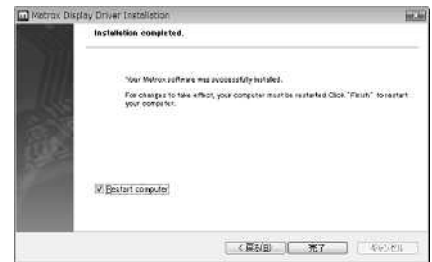 Matrox Display Driver Installation
Installation completed.
Your Matrox software was successfully installed.
For changes to take effect, your computer must be restarted. Click "Finish" to restart
your computer.
Restart computer
< 戻る(B)
完了
キャンセル